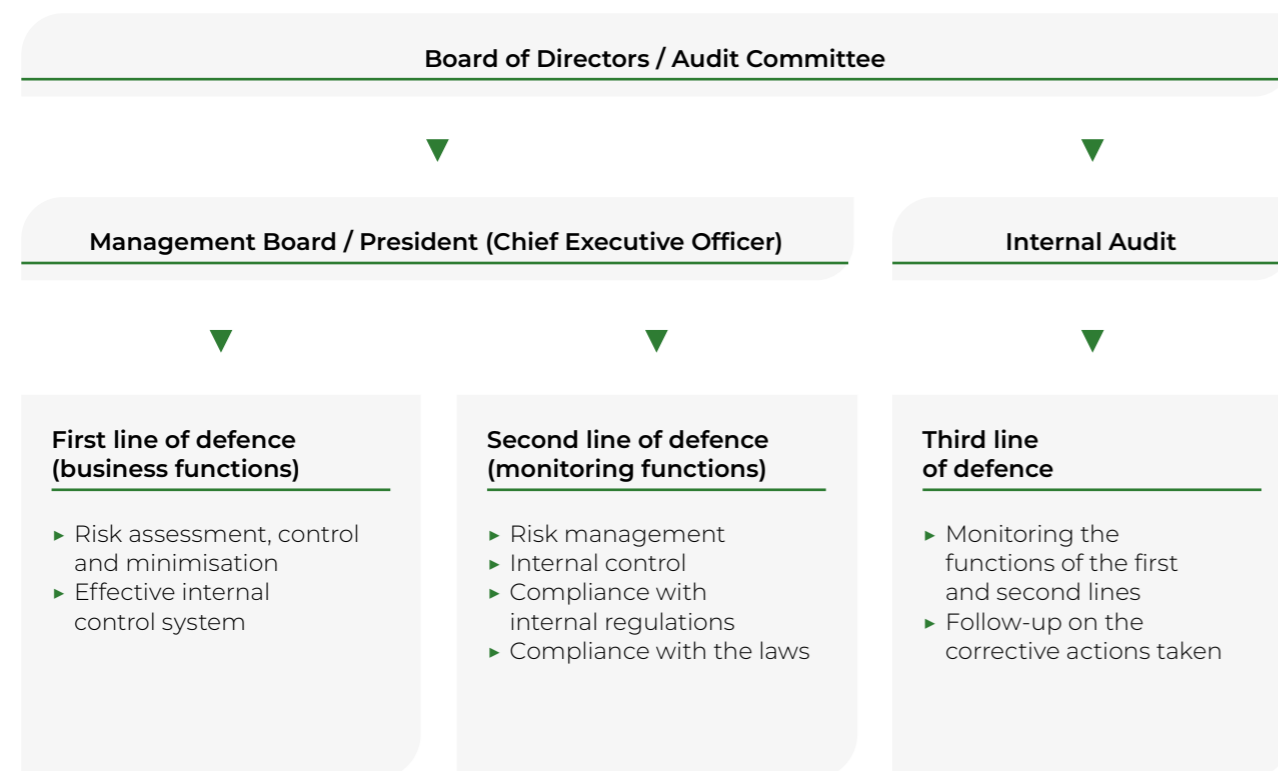 Board of Directors / Audit Committee
Management Board / President (Chief Executive Officer)
Internal Audit
First line of defence
(business functions)
▸ Risk assessment, control
and minimisation
▸ Effective internal
control system
Second line of defence
(monitoring functions)
▸ Risk management
▸ Internal control
▸ Compliance with
internal regulations
▸ Compliance with the laws
Third line
of defence
▸ Monitoring the
functions of the first
and second lines
▸ Follow-up on the
corrective actions taken